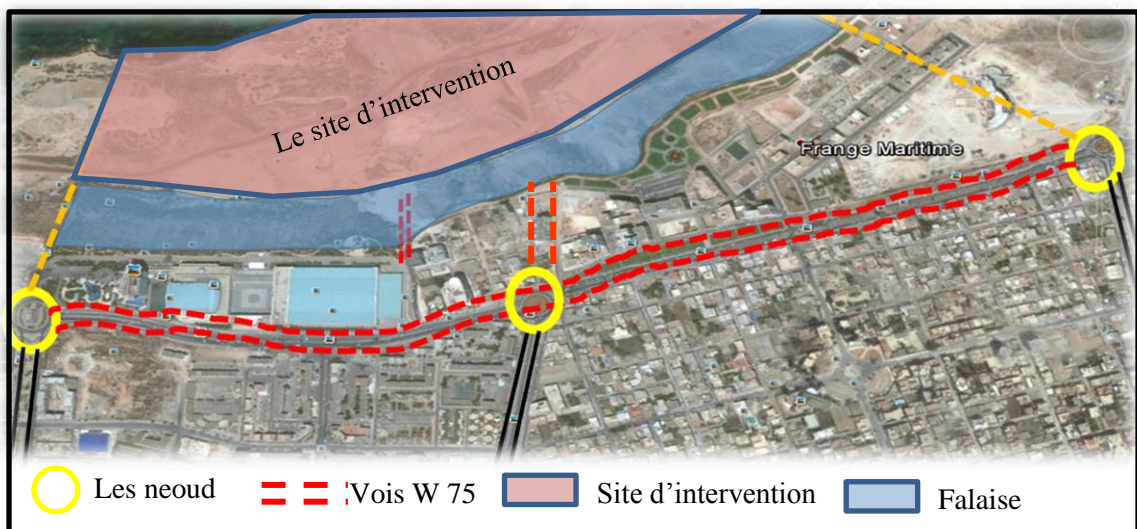 Le site d'intervention
Frange Maritime
Les neoud
Vois W 75
Site d'intervention
Falaise